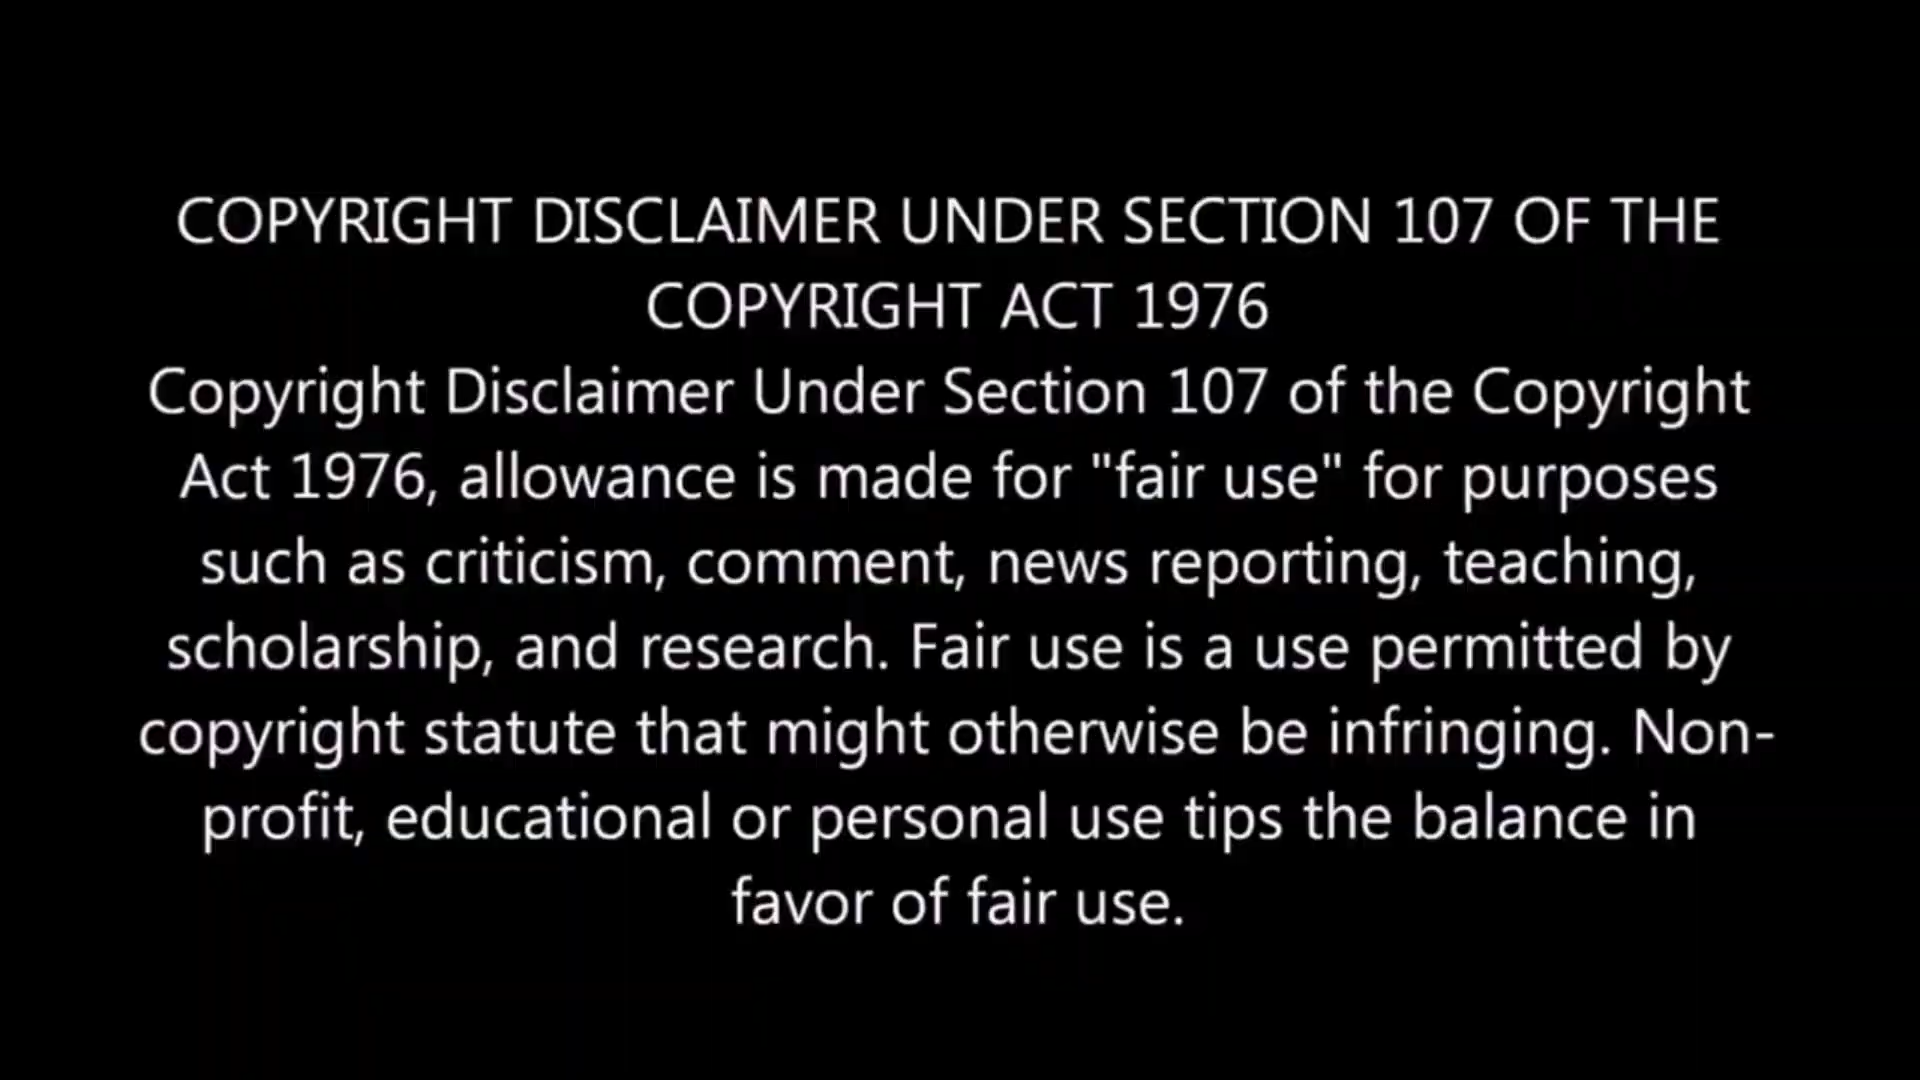 COPYRIGHT DISCLAIMER UNDER SECTION 107 OF THE
COPYRIGHT ACT 1976
Copyright Disclaimer Under Section 107 of the Copyright
Act 1976, allowance is made for "fair use" for purposes
such as criticism, comment, news reporting, teaching,
scholarship, and research. Fair use is a use permitted by
copyright statute that might otherwise be infringing. Non-
profit, educational or personal use tips the balance in
favor of fair use.